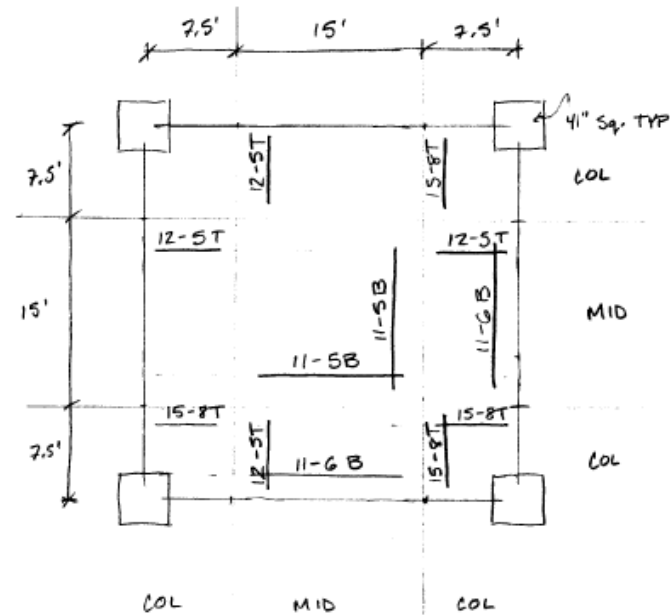 7.5' 15' 7.5'
41" Sq. TYP
12-5T 15-8T
7.5' COL
12-5T 12-5T
15' 11-5B 11-6B MID
11-5B
15-8T 15-8T
7.5' 12-5T 11-6B 15-8T COL
COL MID COL